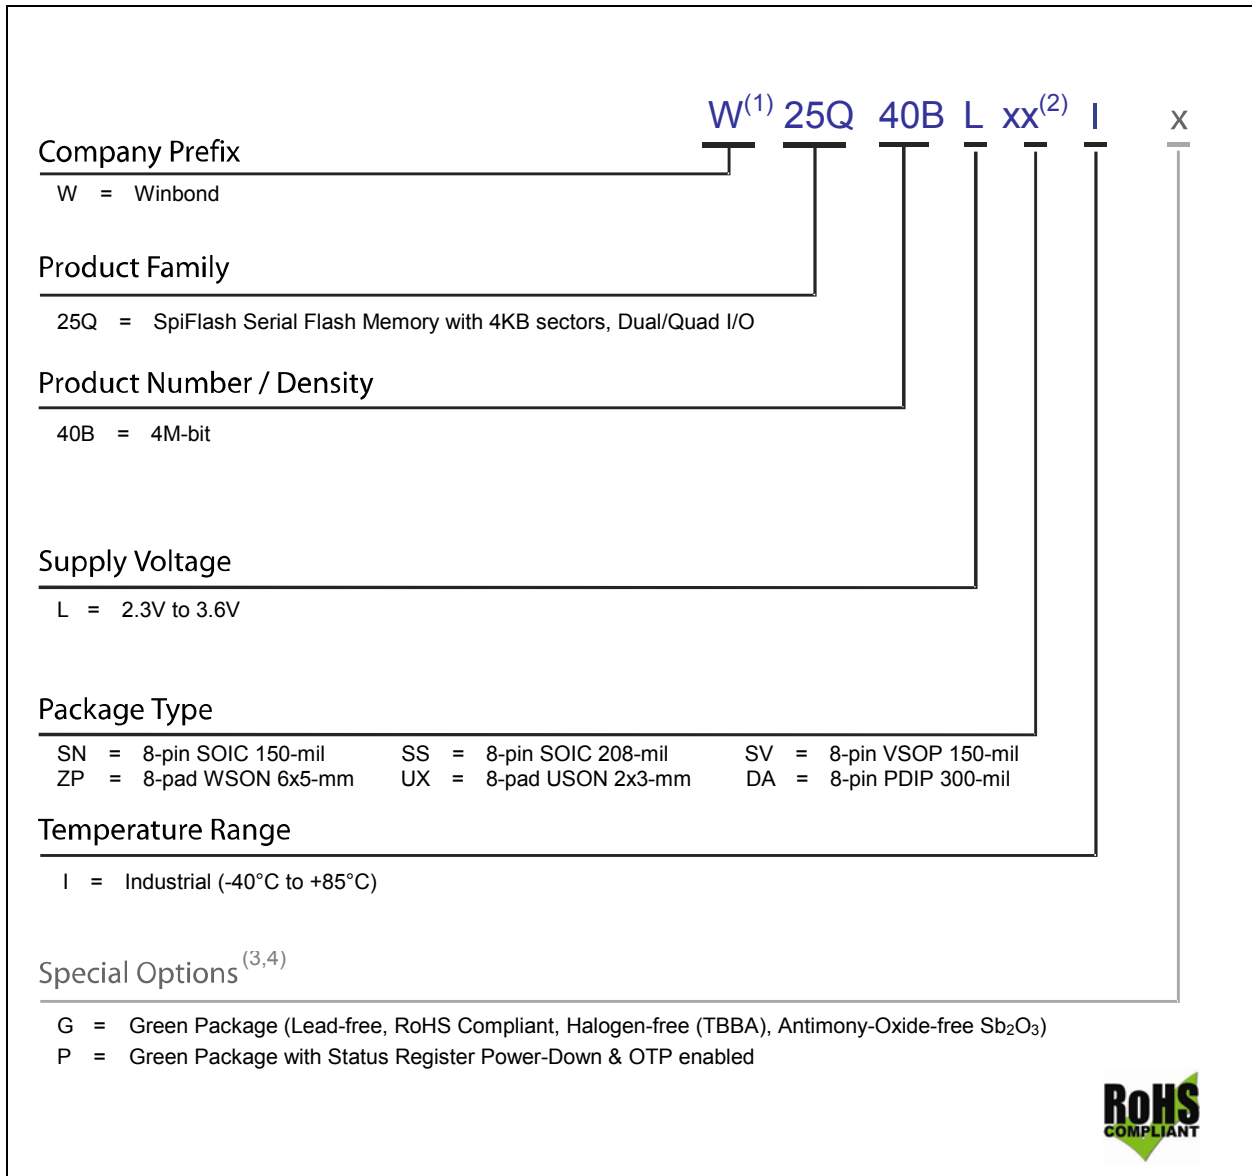 W(1) 25Q 40B L xx(2) I x
Company Prefix
W = Winbond
Product Family
25Q = SpiFlash Serial Flash Memory with 4KB sectors, Dual/Quad I/O
Product Number / Density
40B = 4M-bit
Supply Voltage
L = 2.3V to 3.6V
Package Type
SN = 8-pin SOIC 150-mil SS = 8-pin SOIC 208-mil SV = 8-pin VSOP 150-mil
ZP = 8-pad WSON 6x5-mm UX = 8-pad USON 2x3-mm DA = 8-pin PDIP 300-mil
Temperature Range
I = Industrial (-40°C to +85°C)
Special Options(3,4)
G = Green Package (Lead-free, RoHS Compliant, Halogen-free (TBBA), Antimony-Oxide-free Sb₂O₃)
P = Green Package with Status Register Power-Down & OTP enabled
RoHS
COMPLIANT